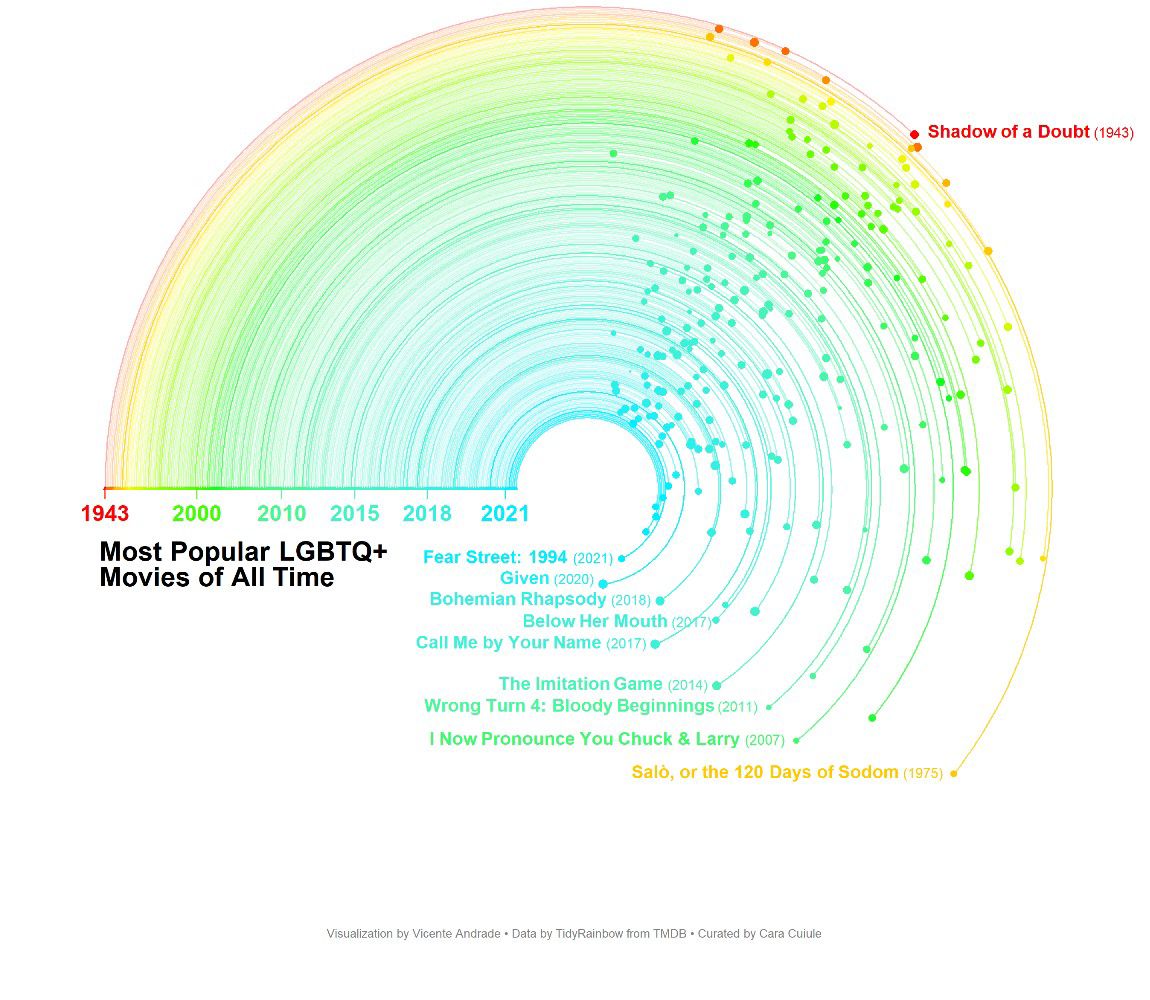 Shadow of a Doubt (1943)
1943 2000 2010 2015 2018 2021
Most Popular LGBTQ+
Movies of All Time
Fear Street: 1994 (2021)
Given (2020)
Bohemian Rhapsody (2018)
Below Her Mouth (2017)
Call Me by Your Name (2017)
The Imitation Game (2014)
Wrong Turn 4: Bloody Beginnings (2011)
I Now Pronounce You Chuck & Larry (2007)
Salò, or the 120 Days of Sodom (1975)
Visualization by Vicente Andrade • Data by TidyRainbow from TMDB • Curated by Cara Cuiule